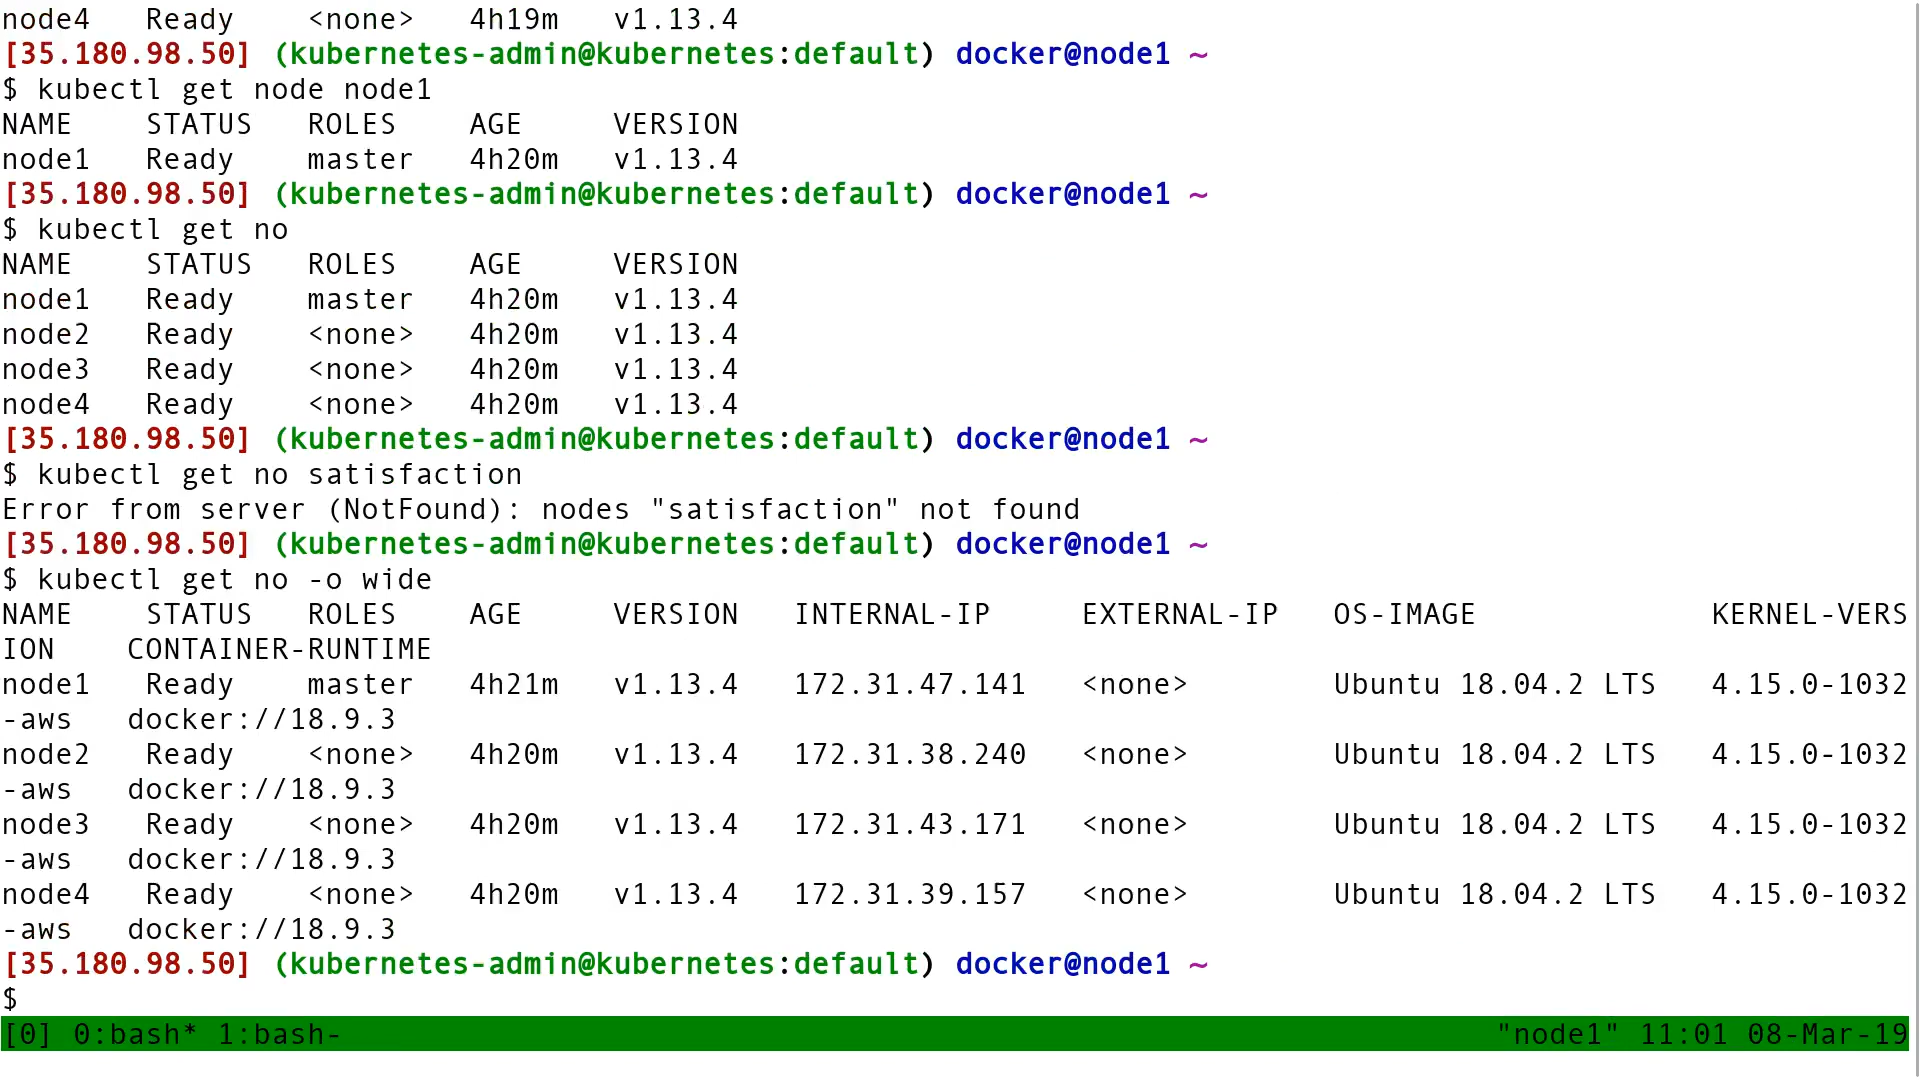 node4   Ready    <none>   4h19m   v1.13.4
[35.180.98.50] (kubernetes-admin@kubernetes:default) docker@node1 ~
$ kubectl get node node1
NAME    STATUS   ROLES    AGE     VERSION
node1   Ready    master   4h20m   v1.13.4
[35.180.98.50] (kubernetes-admin@kubernetes:default) docker@node1 ~
$ kubectl get no
NAME    STATUS   ROLES    AGE     VERSION
node1   Ready    master   4h20m   v1.13.4
node2   Ready    <none>   4h20m   v1.13.4
node3   Ready    <none>   4h20m   v1.13.4
node4   Ready    <none>   4h20m   v1.13.4
[35.180.98.50] (kubernetes-admin@kubernetes:default) docker@node1 ~
$ kubectl get no satisfaction
Error from server (NotFound): nodes "satisfaction" not found
[35.180.98.50] (kubernetes-admin@kubernetes:default) docker@node1 ~
$ kubectl get no -o wide
NAME    STATUS   ROLES    AGE     VERSION   INTERNAL-IP     EXTERNAL-IP   OS-IMAGE             KERNEL-VERS
ION    CONTAINER-RUNTIME
node1   Ready    master   4h21m   v1.13.4   172.31.47.141   <none>        Ubuntu 18.04.2 LTS   4.15.0-1032
-aws   docker://18.9.3
node2   Ready    <none>   4h20m   v1.13.4   172.31.38.240   <none>        Ubuntu 18.04.2 LTS   4.15.0-1032
-aws   docker://18.9.3
node3   Ready    <none>   4h20m   v1.13.4   172.31.43.171   <none>        Ubuntu 18.04.2 LTS   4.15.0-1032
-aws   docker://18.9.3
node4   Ready    <none>   4h20m   v1.13.4   172.31.39.157   <none>        Ubuntu 18.04.2 LTS   4.15.0-1032
-aws   docker://18.9.3
[35.180.98.50] (kubernetes-admin@kubernetes:default) docker@node1 ~
$
[0] 0:bash* 1:bash- "node1" 11:01 08-Mar-19